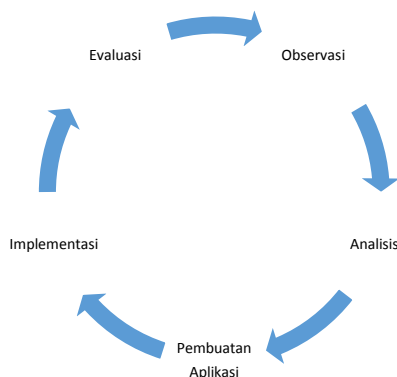 Evaluasi
Observasi
Implementasi
Analisis
Pembuatan
Aplikasi